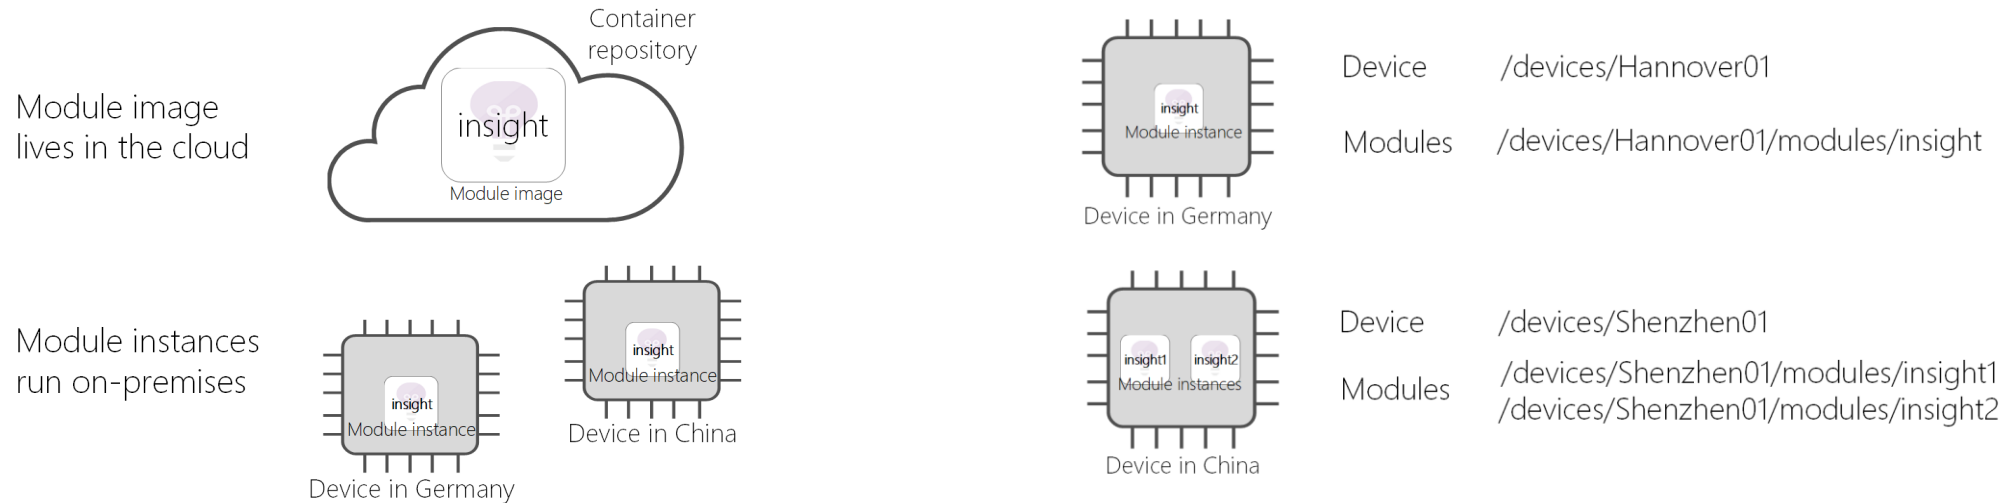 Container
repository
Module image
lives in the cloud
insight
Module image
Module instances
run on-premises
insight
Module instance
Device in Germany
insight
Module instance
Device in China
insight
Module instance
Device in Germany
Device /devices/Hannover01
Modules /devices/Hannover01/modules/insight
insight1 insight2
Module instances
Device in China
Device /devices/Shenzhen01
Modules /devices/Shenzhen01/modules/insight1
/devices/Shenzhen01/modules/insight2